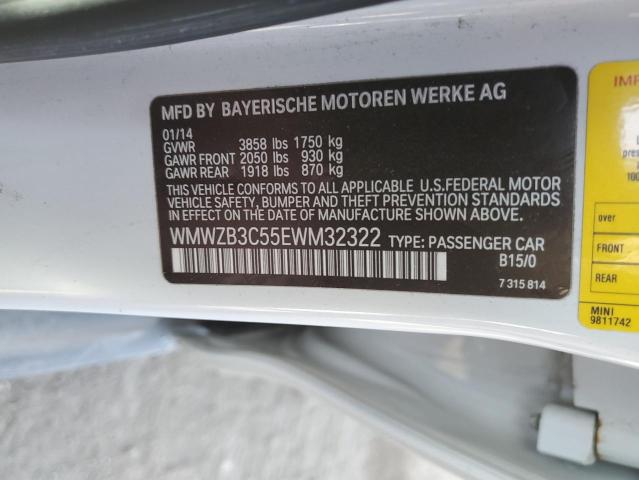 MFD BY BAYERISCHE MOTOREN WERKE AG
01/14
GVWR 3858 lbs 1750 kg
GAWR FRONT 2050 lbs 930 kg
GAWR REAR 1918 lbs 870 kg
THIS VEHICLE CONFORMS TO ALL APPLICABLE U.S.FEDERAL MOTOR
VEHICLE SAFETY, BUMPER AND THEFT PREVENTION STANDARDS
IN EFFECT ON THE DATE OF MANUFACTURE SHOWN ABOVE.
WMWZB3C55EWM32322 TYPE: PASSENGER CAR
B15/0
7 315 814
over
FRONT
REAR
MINI
9811742